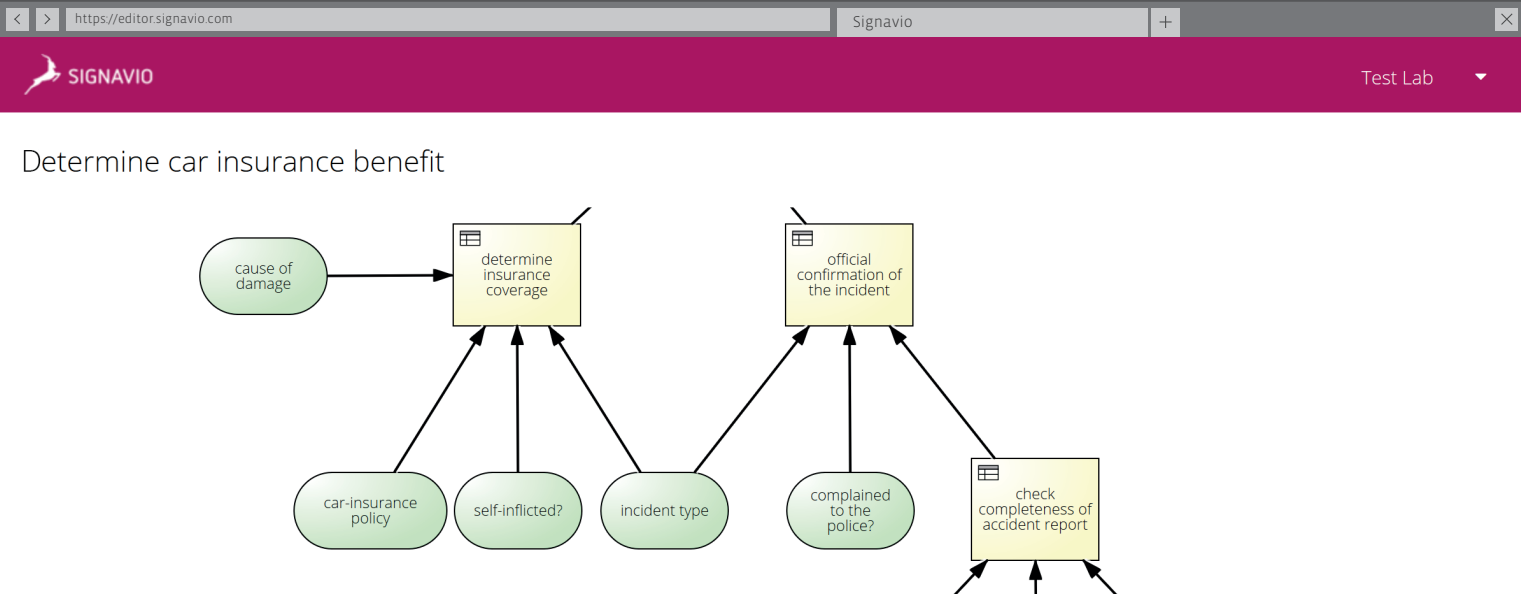 https://editor.signavio.com
Signavio
SIGNAVIO
Test Lab
Determine car insurance benefit
cause of
damage
determine
insurance
coverage
official
confirmation of
the incident
car-insurance
policy
self-inflicted?
incident type
complained
to the
police?
check
completeness of
accident report